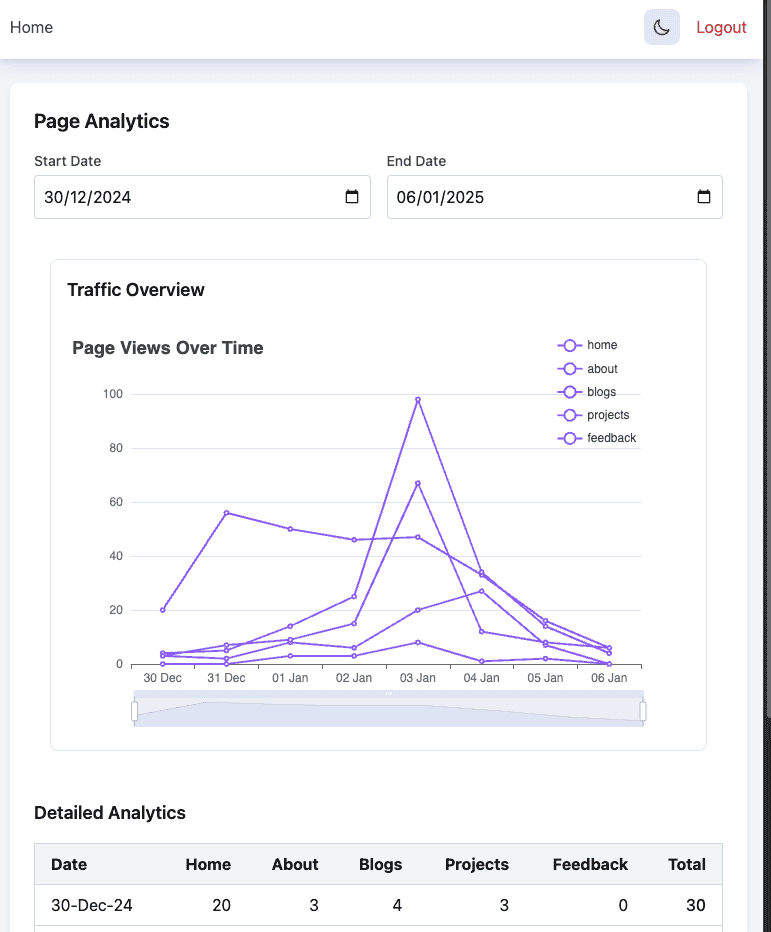 Home Logout
Page Analytics
Start Date End Date
30/12/2024 06/01/2025
Traffic Overview
Page Views Over Time
home
about
blogs
projects
feedback
100
80
60
40
20
0
30 Dec 31 Dec 01 Jan 02 Jan 03 Jan 04 Jan 05 Jan 06 Jan
Detailed Analytics
Date Home About Blogs Projects Feedback Total
30-Dec-24 20 3 4 3 0 30